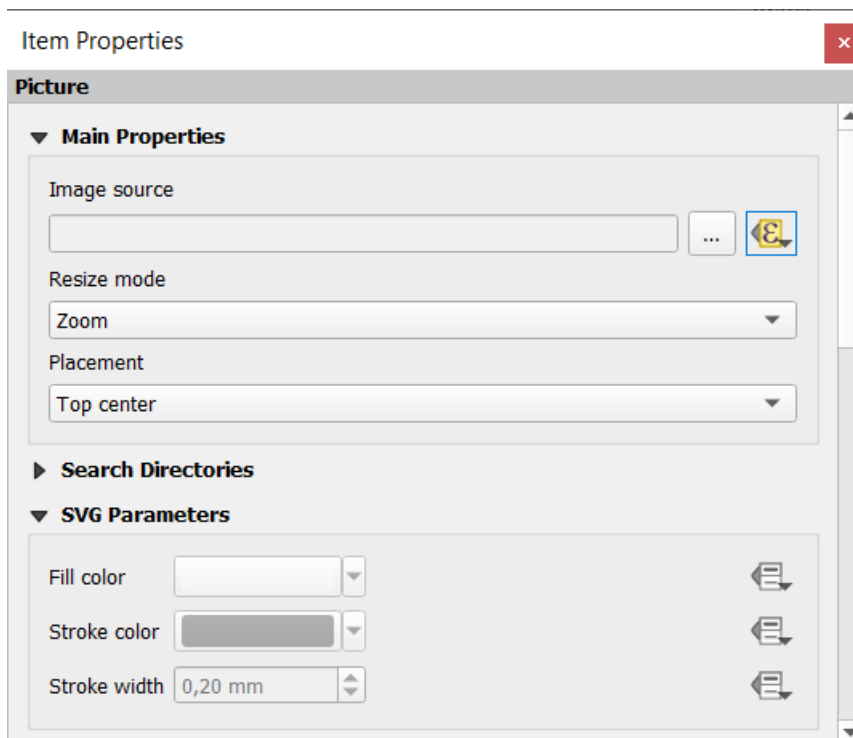 Item Properties
Picture
Main Properties
Image source
...
ε
Resize mode
Zoom
Placement
Top center
Search Directories
SVG Parameters
Fill color
Stroke color
Stroke width 0,20 mm